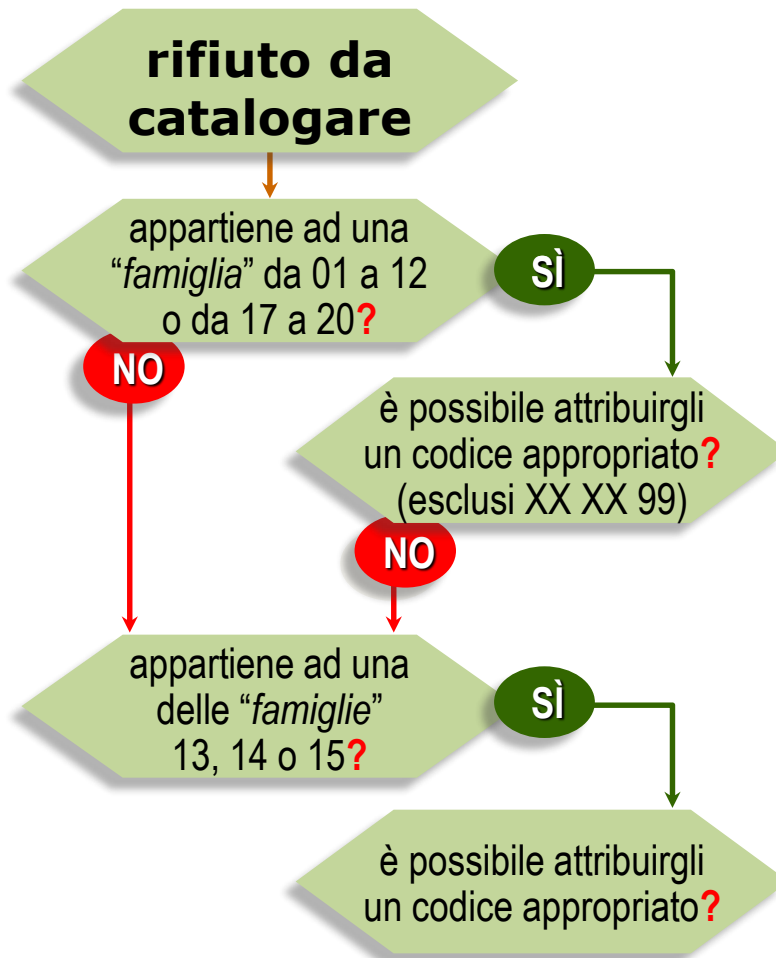 rifiuto da
catalogare
appartiene ad una
“famiglia” da 01 a 12
o da 17 a 20?
SÌ
NO
è possibile attribuirgli
un codice appropriato?
(esclusi XX XX 99)
NO
appartiene ad una
delle “famiglie”
13, 14 o 15?
SÌ
è possibile attribuirgli
un codice appropriato?